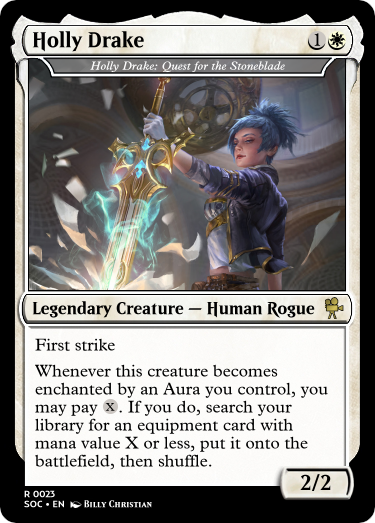 Holly Drake 1
Holly Drake: Quest for the Stoneblade
Legendary Creature — Human Rogue
First strike
Whenever this creature becomes
enchanted by an Aura you control, you
may pay X. If you do, search your
library for an equipment card with
mana value X or less, put it onto the
battlefield, then shuffle.
2/2
R 0023
SOC • EN Billy Christian